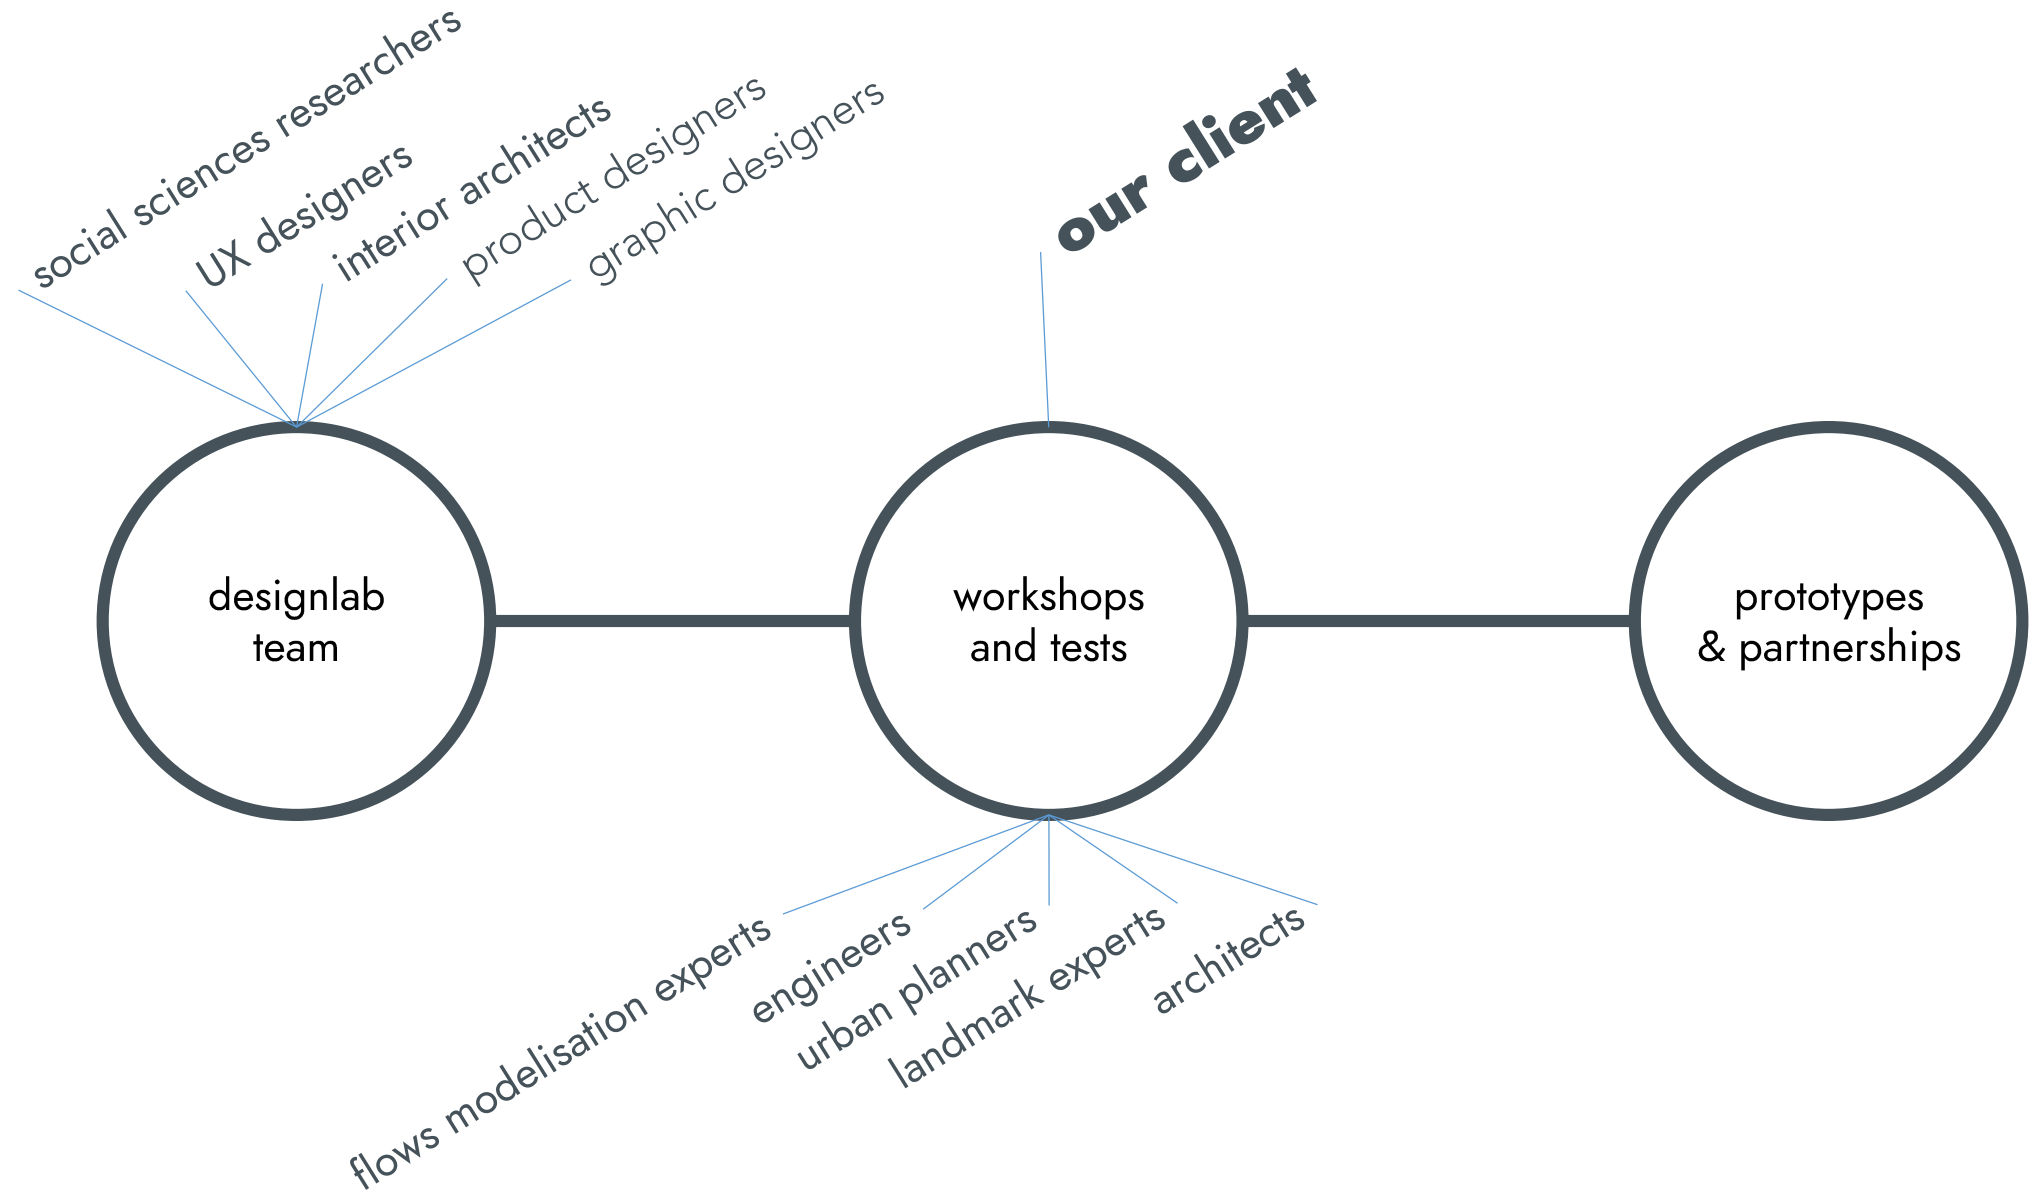 social sciences researchers
UX designers
interior architects
product designers
graphic designers
our client
designlab
team
workshops
and tests
prototypes
& partnerships
flows modelisation experts
engineers
urban planners
landmark experts
architects